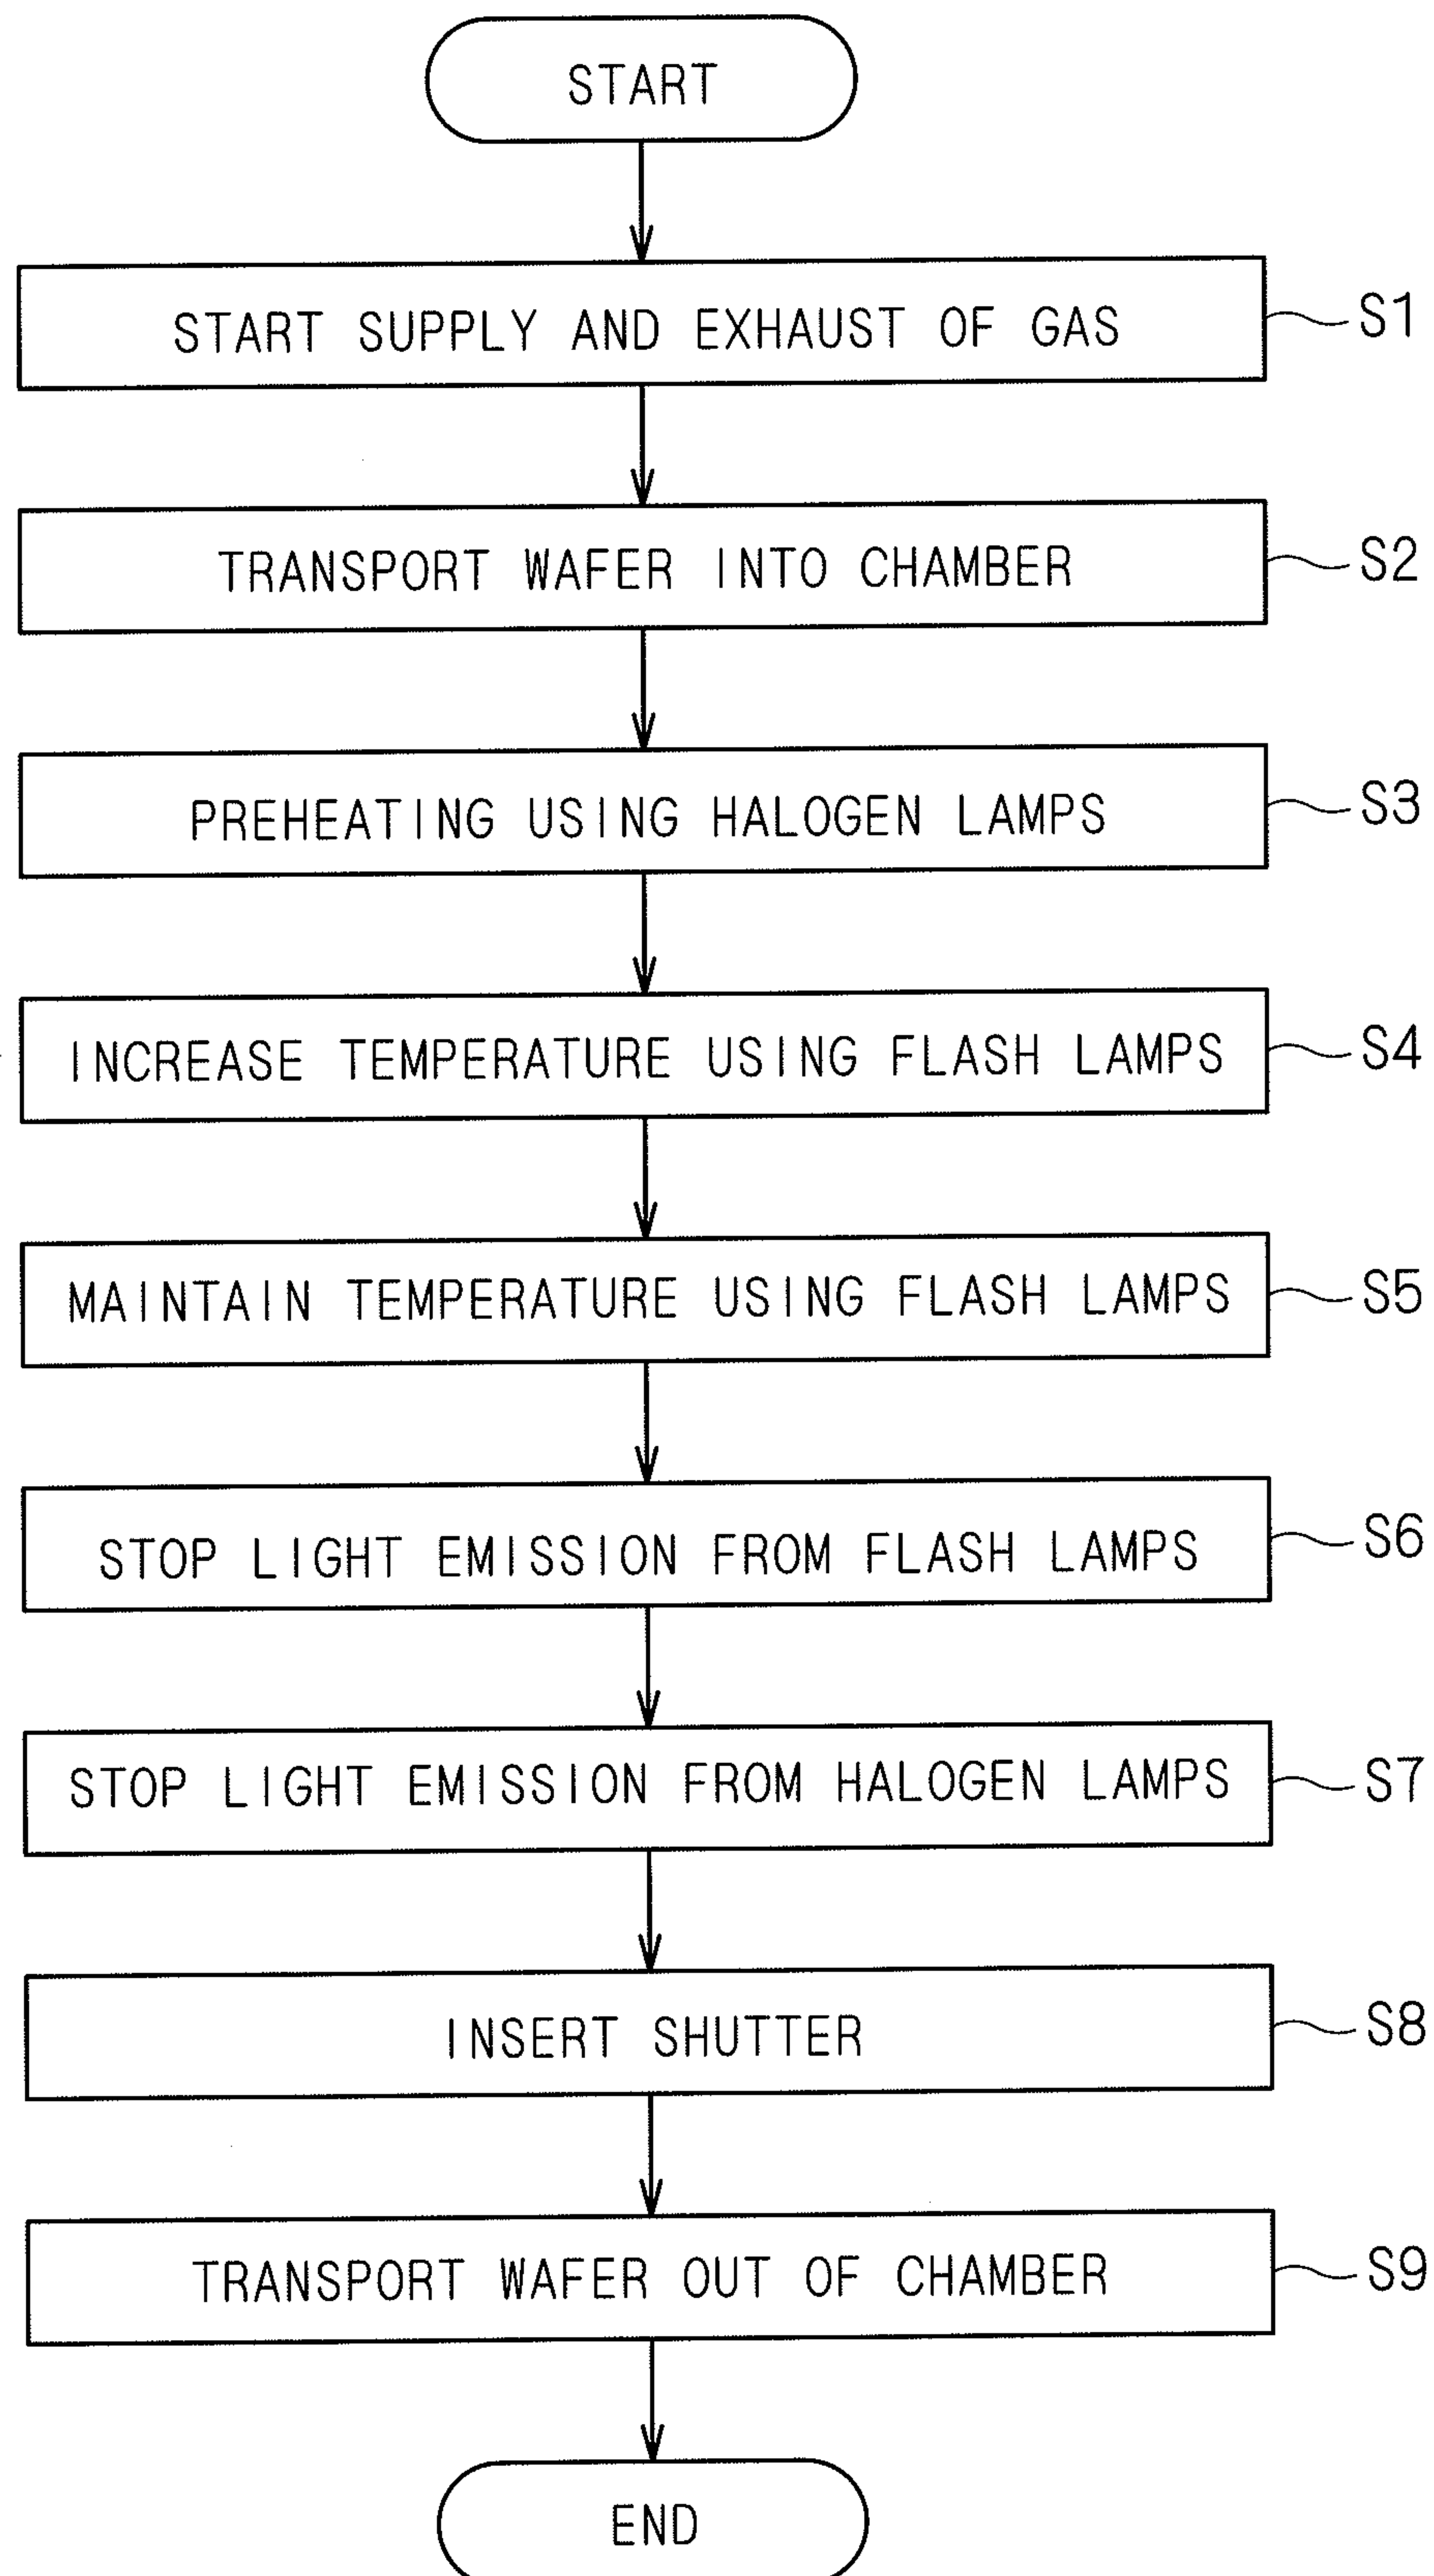 START
START SUPPLY AND EXHAUST OF GAS S1
TRANSPORT WAFER INTO CHAMBER S2
PREHEATING USING HALOGEN LAMPS S3
INCREASE TEMPERATURE USING FLASH LAMPS S4
MAINTAIN TEMPERATURE USING FLASH LAMPS S5
STOP LIGHT EMISSION FROM FLASH LAMPS S6
STOP LIGHT EMISSION FROM HALOGEN LAMPS S7
INSERT SHUTTER S8
TRANSPORT WAFER OUT OF CHAMBER S9
END